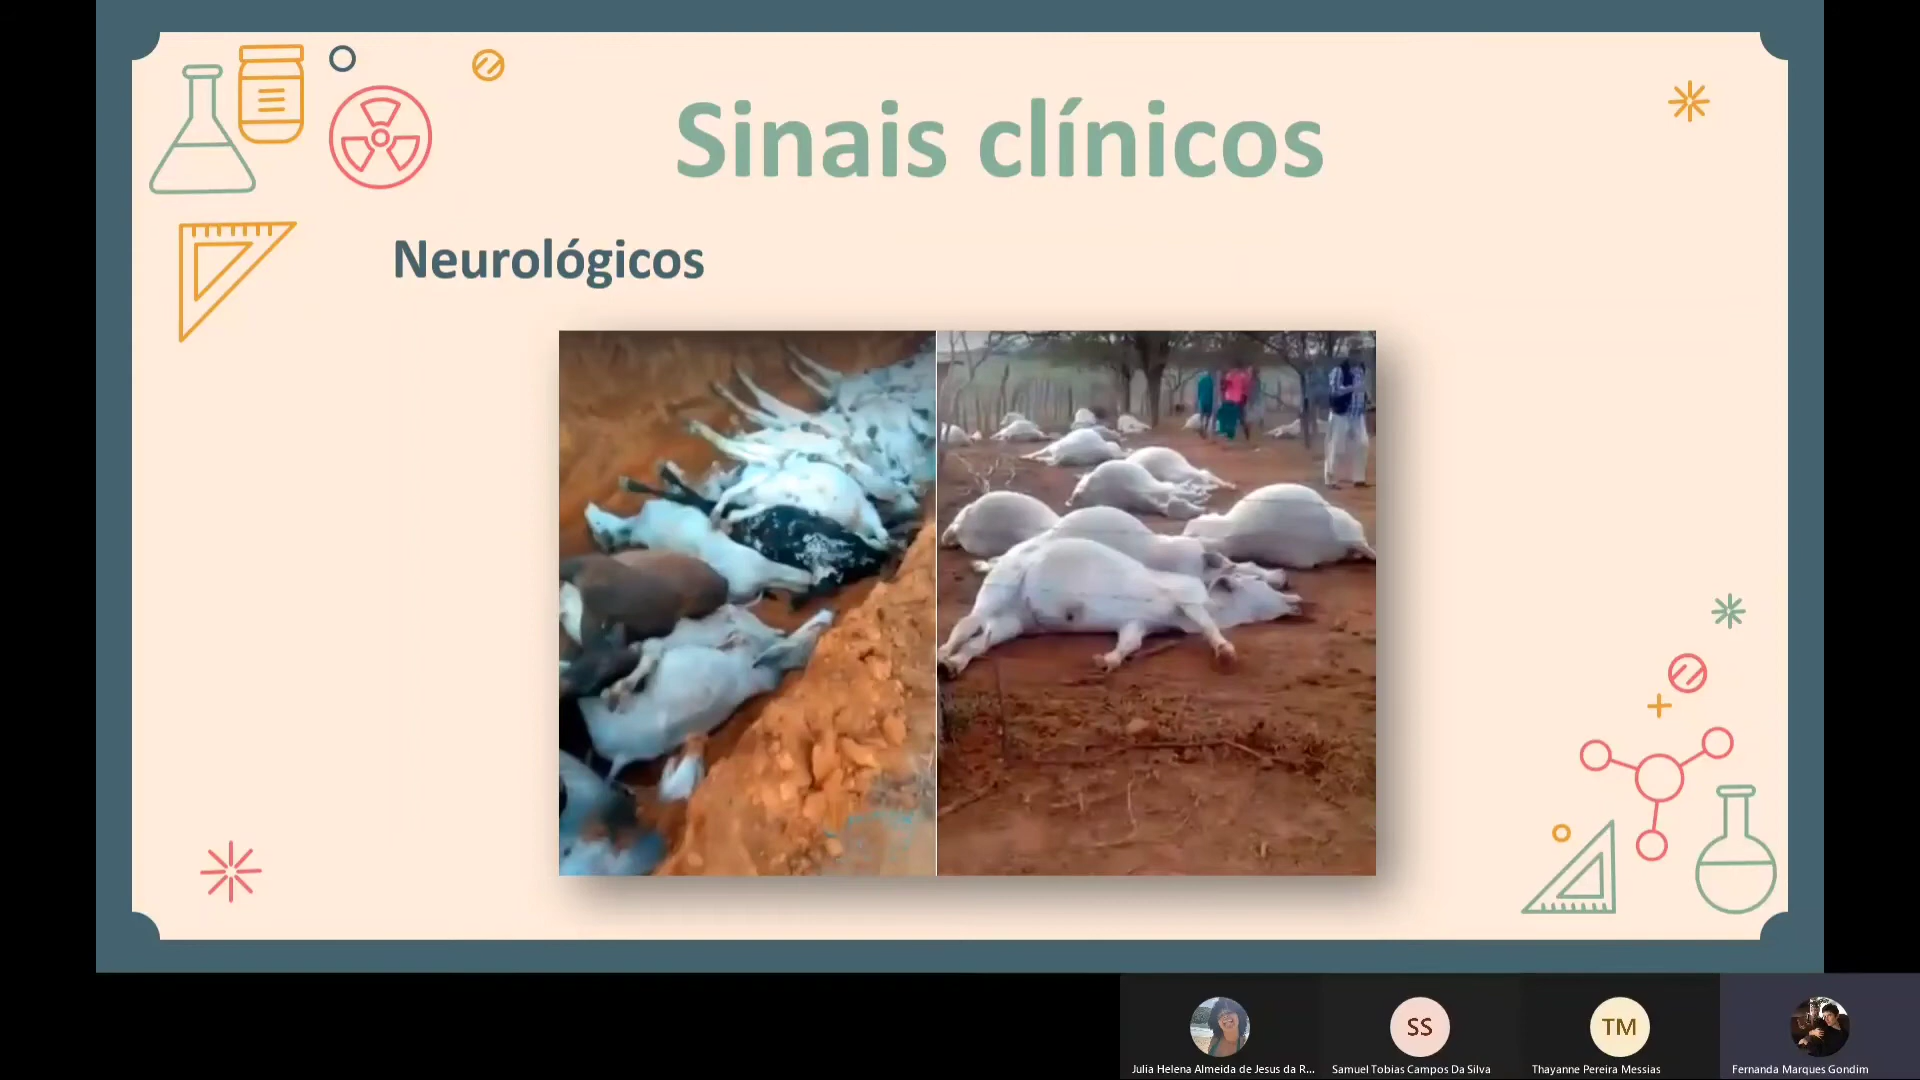 Sinais clínicos
Neurológicos
SS
TM
Julia Helena Almeida de Jesus da R...
Samuel Tobias Campos Da Silva
Thayanne Pereira Messias
Fernanda Marques Gondim